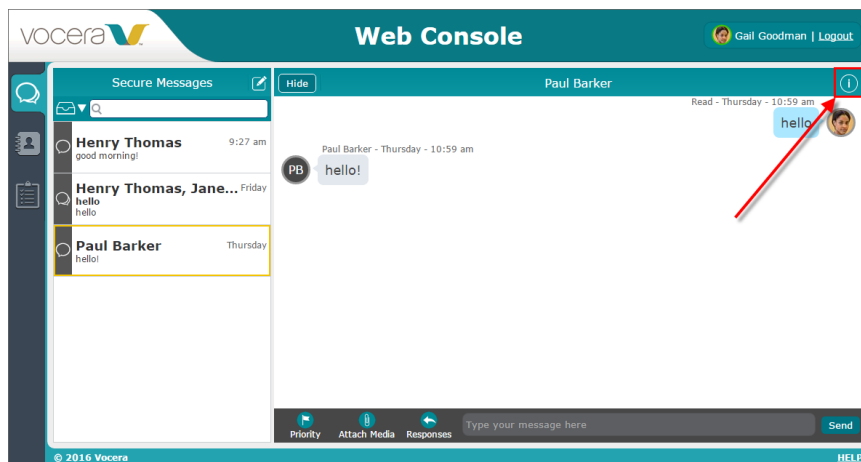 vocera
Web Console
Gail Goodman | Logout
Secure Messages
Hide
Paul Barker
i
Read - Thursday - 10:59 am
hello
Henry Thomas 9:27 am
good morning!
Paul Barker - Thursday - 10:59 am
PB hello!
Henry Thomas, Jane... Friday
hello
hello
Paul Barker Thursday
hello!
Priority Attach Media Responses Type your message here Send
© 2016 Vocera HELP